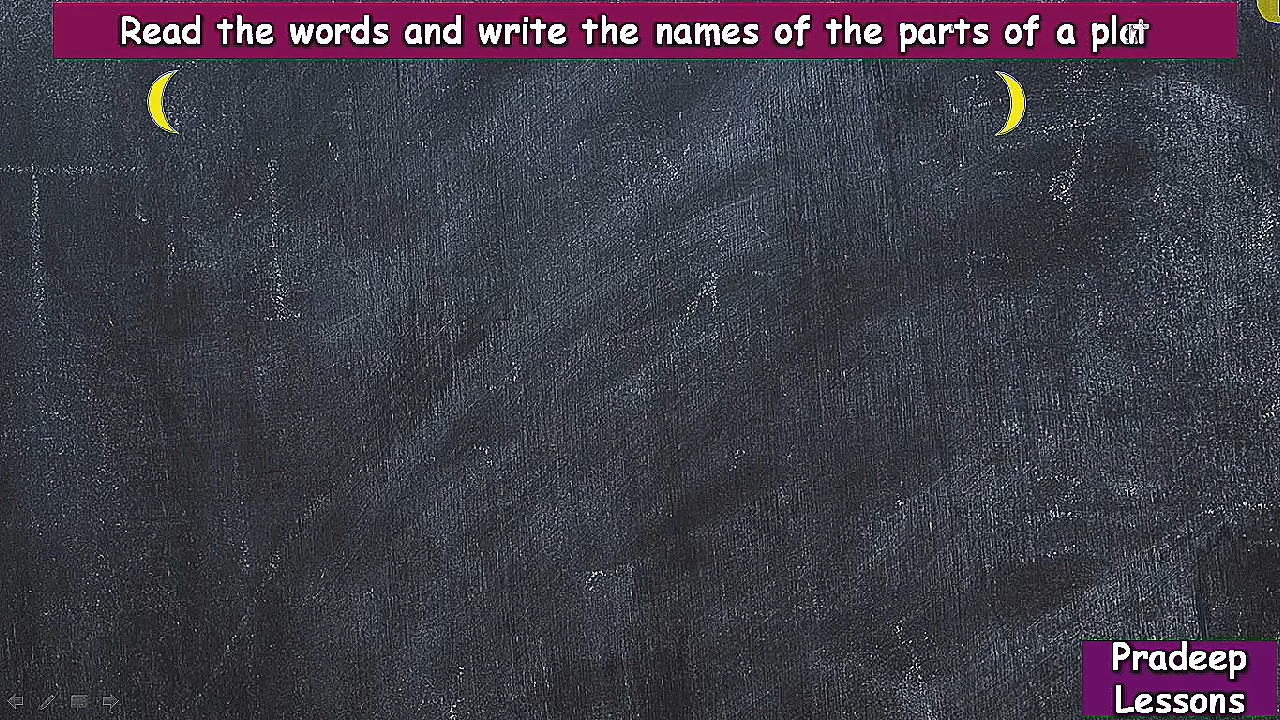 Read the words and write the names of the parts of a
Pradeep
Lessons